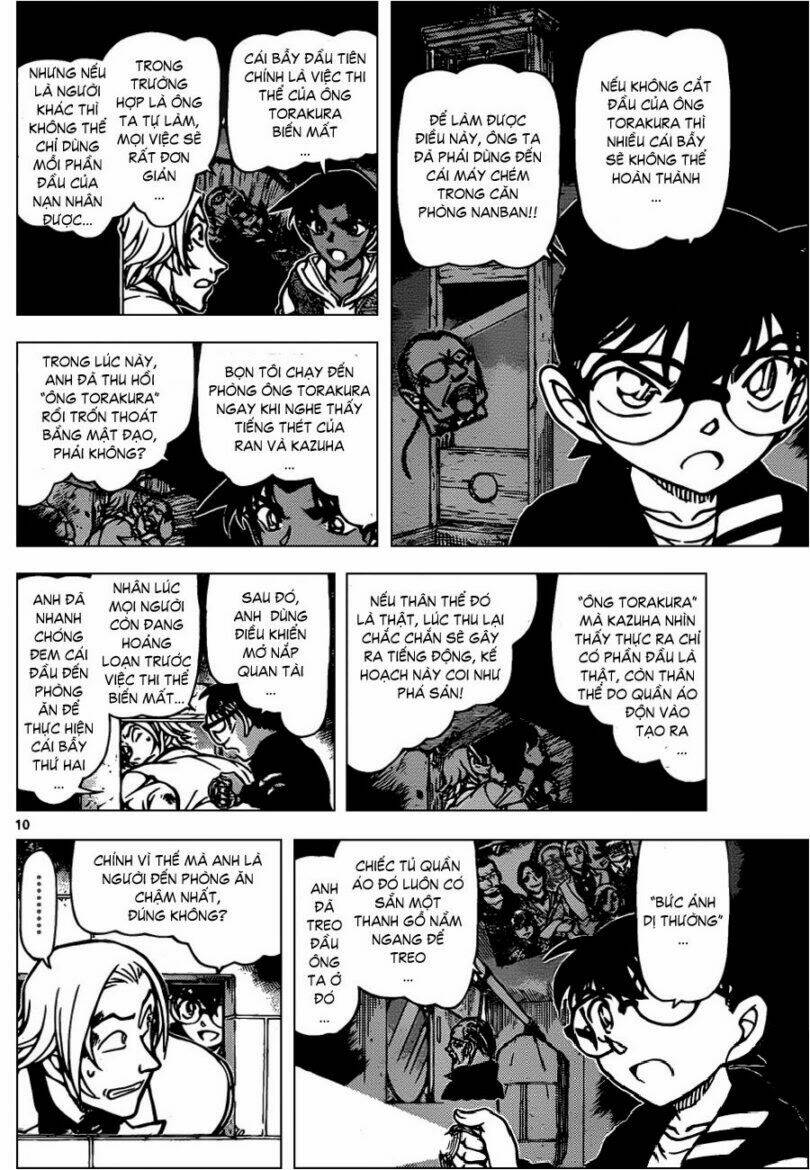 NẾU KHÔNG CẮT
ĐẦU CỦA ÔNG
TORAKURA THÌ
NHIỀU CÁI BẪY
SẼ KHÔNG THỂ
HOÀN THÀNH
...
ĐỂ LÀM ĐƯỢC
ĐIỀU NÀY, ÔNG TA
ĐÃ PHẢI DÙNG ĐẾN
CÁI MÁY CHÉM
TRONG CĂN
PHÒNG NANBAN!!
CÁI BẪY ĐẦU TIÊN
CHÍNH LÀ VIỆC THI
THỂ CỦA ÔNG
TORAKURA
BIẾN MẤT
...
TRONG
TRƯỜNG
HỢP LÀ ÔNG
TA TỰ LÀM,
MỌI VIỆC SẼ
RẤT ĐƠN
GIẢN
...
NHƯNG NẾU
LÀ NGƯỜI
KHÁC THÌ
KHÔNG THỂ
CHỈ DÙNG
MỖI PHẦN
ĐẦU CỦA
NẠN NHÂN
ĐƯỢC...
BỌN TÔI CHẠY ĐẾN
PHÒNG ÔNG TORAKURA
NGAY KHI NGHE THẤY
TIẾNG THÉT CỦA
RAN VÀ KAZUHA
...
TRONG LÚC NÀY,
ANH ĐÃ THU HỒI
"ÔNG TORAKURA"
RỒI TRỐN THOÁT
BẰNG MẬT ĐẠO,
PHẢI KHÔNG?
"ÔNG TORAKURA"
MÀ KAZUHA NHÌN
THẤY THỰC RA CHỈ
CÓ PHẦN ĐẦU LÀ
THẬT, CÒN THÂN
THỂ DO QUẦN ÁO
ĐỘN VÀO
TẠO RA
...
NẾU THÂN THỂ ĐÓ
LÀ THẬT, LÚC THU LẠI
CHẮC CHẮN SẼ GÂY
RA TIẾNG ĐỘNG, KẾ
HOẠCH NÀY COI NHƯ
PHÁ SẢN!
SAU ĐÓ,
ANH DÙNG
ĐIỀU KHIỂN
MỞ NẮP
QUAN TÀI
...
NHÂN LÚC
MỌI NGƯỜI
CÒN ĐANG
HOẢNG
LOẠN TRƯỚC
VIỆC THI THỂ
BIẾN MẤT...
ANH ĐÃ
NHANH
CHÓNG
ĐEM CÁI
ĐẦU ĐẾN
PHÒNG
ĂN ĐỂ
THỰC HIỆN
CÁI BẪY
THỨ HAI
...
10
"BỨC ẢNH
DỊ THƯỜNG"
...
CHIẾC TỦ QUẦN
ÁO ĐÓ LUÔN CÓ
SẴN MỘT
THANH GỖ NẰM
NGANG ĐỂ
TREO
...
ANH
ĐÃ
TREO
ĐẦU
ÔNG
TA Ở
ĐÓ
...
CHÍNH VÌ THẾ MÀ ANH LÀ
NGƯỜI ĐẾN PHÒNG ĂN
CHẬM NHẤT,
ĐÚNG KHÔNG?
........